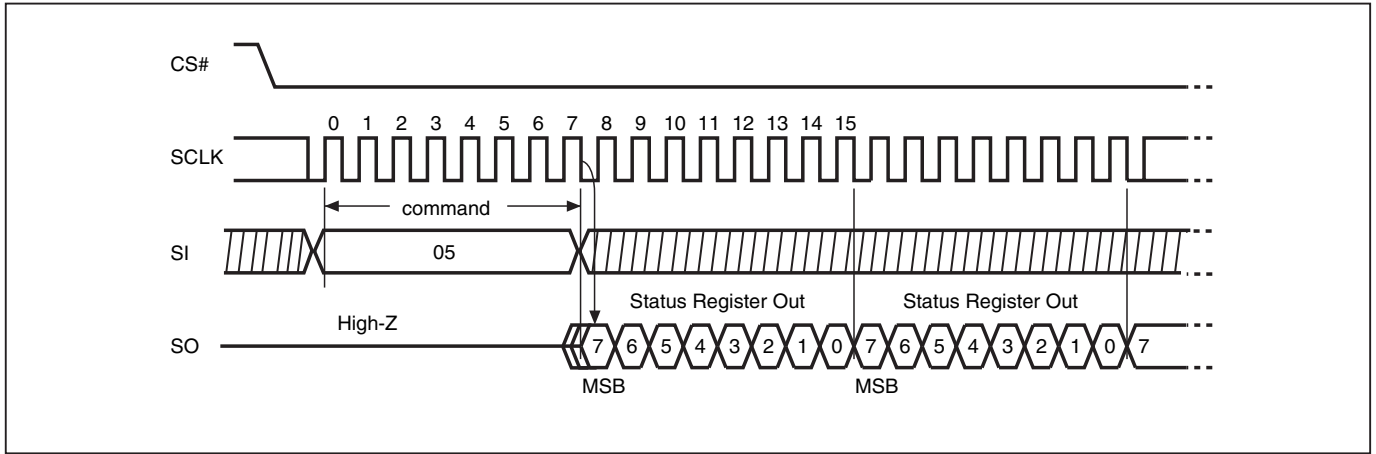 CS#
0 1 2 3 4 5 6 7 8 9 10 11 12 13 14 15
SCLK
command
SI
05
Status Register Out Status Register Out
High-Z
SO
7 6 5 4 3 2 1 0 7 6 5 4 3 2 1 0 7
MSB MSB